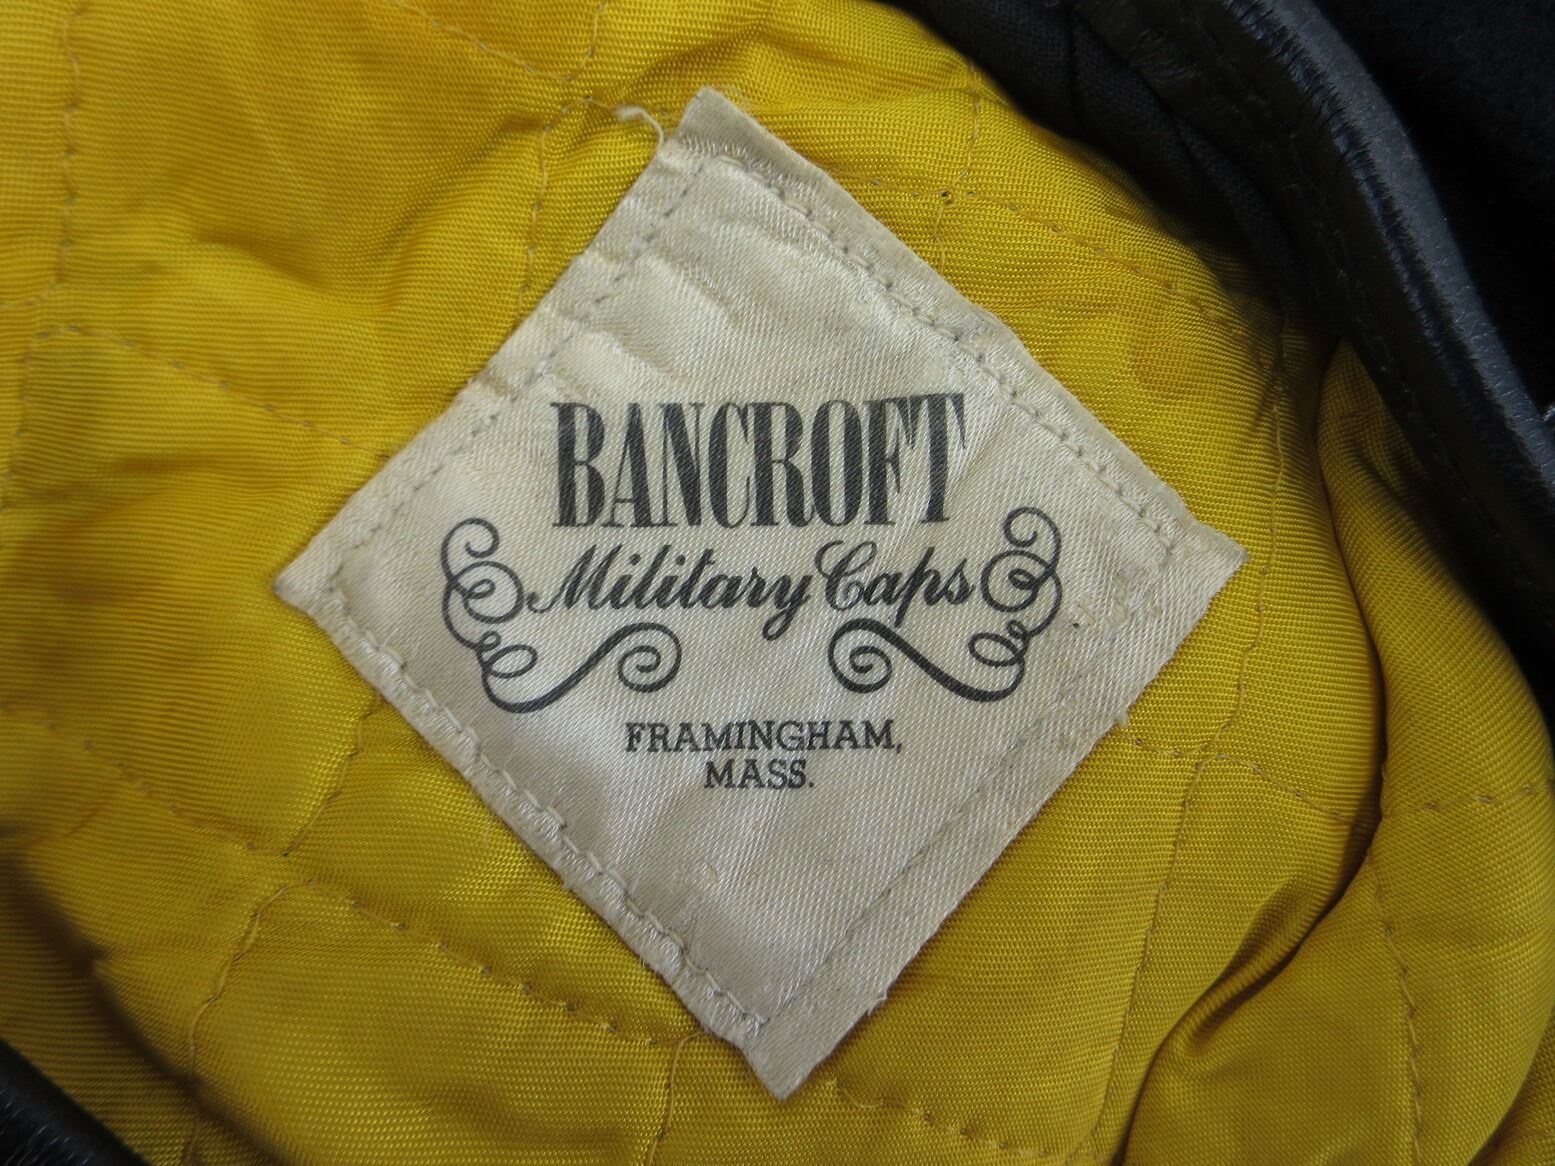 BANCROFT
Military Caps
FRAMINGHAM,
MASS.